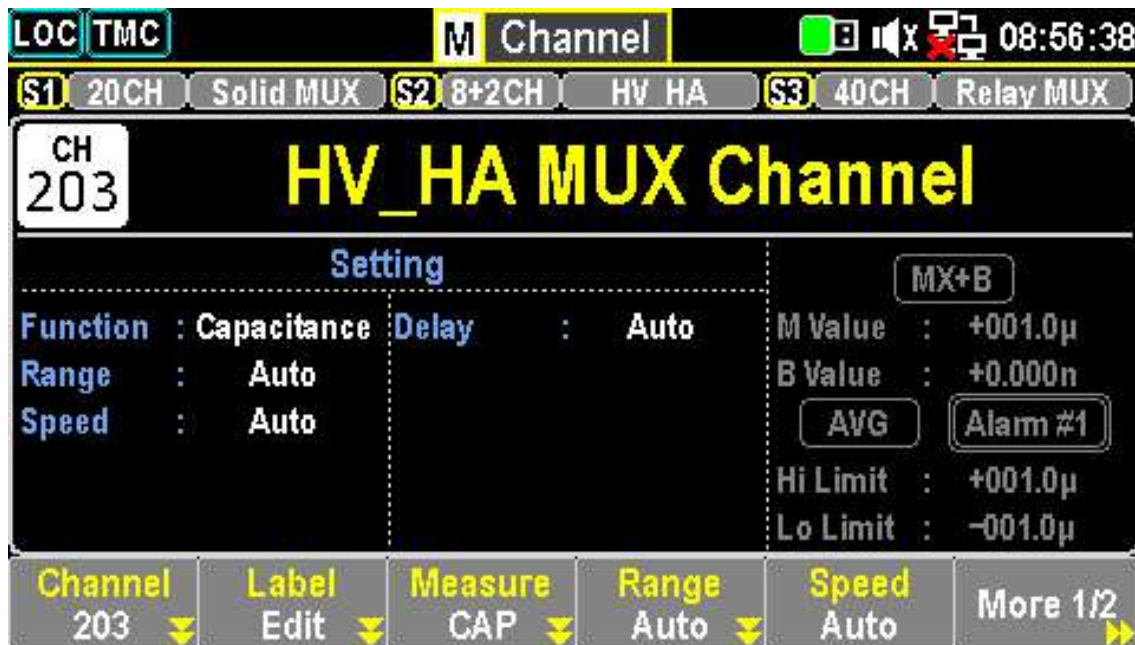 LOC TMC M Channel 08:56:38
S1 20CH Solid MUX S2 8+2CH HV HA S3 40CH Relay MUX
CH
203
HV_HA MUX Channel
Setting
MX+B
Function : Capacitance Delay : Auto M Value : +001.0µ
Range : Auto B Value : +0.000n
Speed : Auto AVG Alarm #1
Hi Limit : +001.0µ
Lo Limit : -001.0µ
Channel Label Measure Range Speed More 1/2
203 Edit CAP Auto Auto